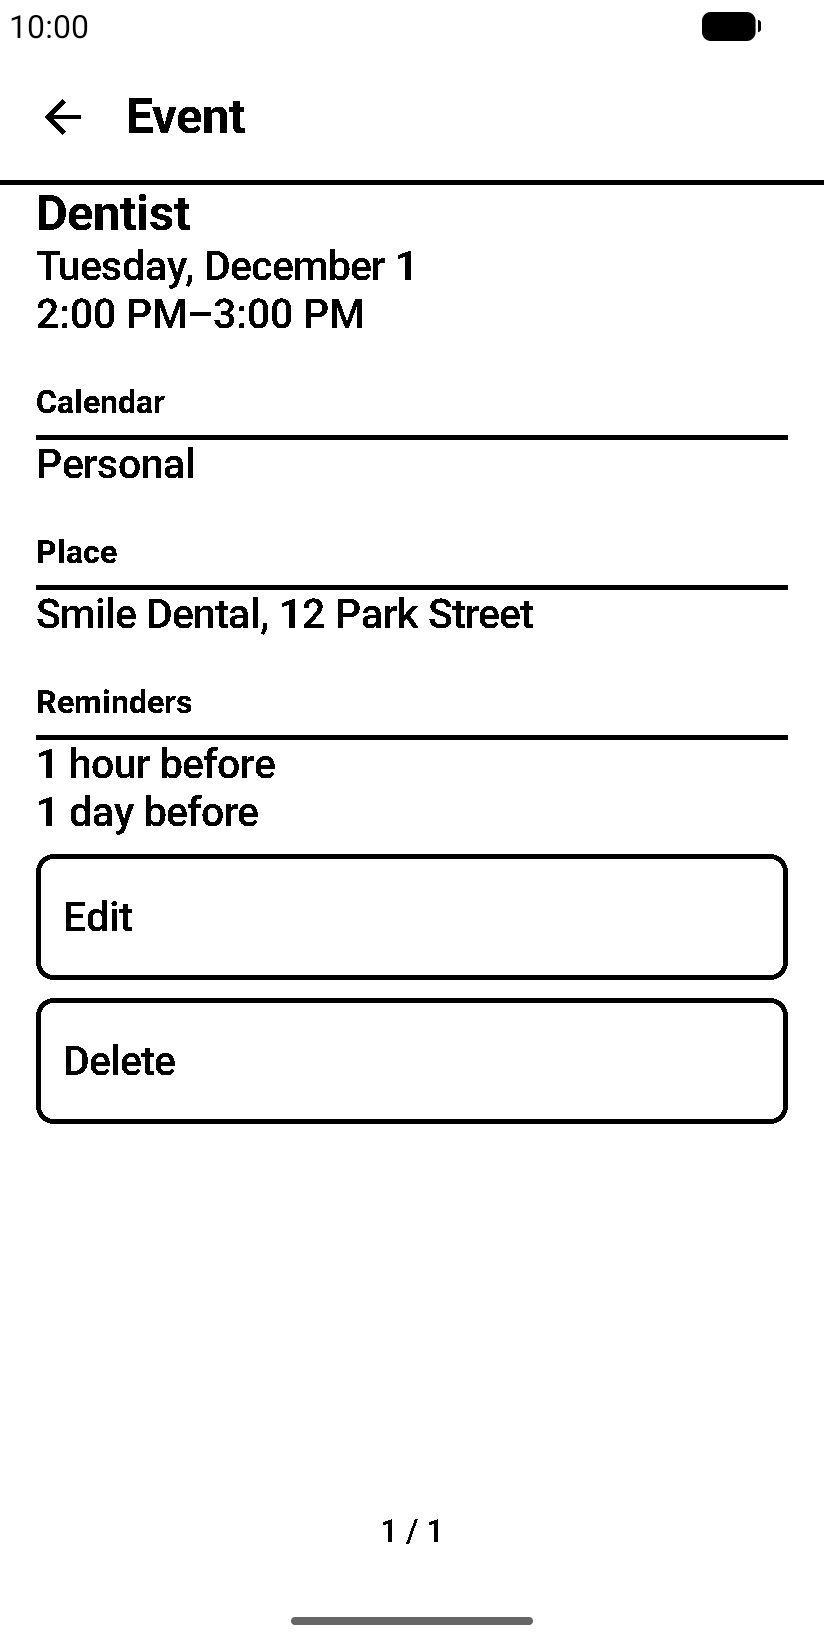 10:00
Event
Dentist
Tuesday, December 1
2:00 PM–3:00 PM
Calendar
Personal
Place
Smile Dental, 12 Park Street
Reminders
1 hour before
1 day before
Edit
Delete
1 / 1